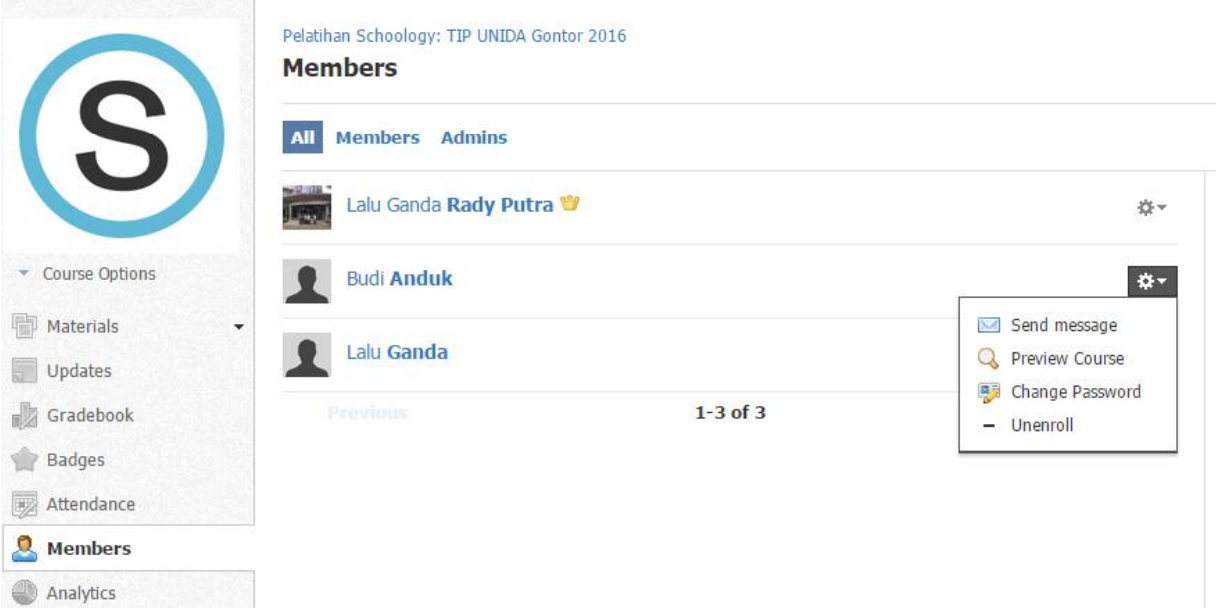 S
Pelatihan Schoology: TIP UNIDA Gontor 2016
Members
All Members Admins
Lalu Ganda Rady Putra
Budi Anduk
Lalu Ganda
Previous 1-3 of 3
Send message
Preview Course
Change Password
Unenroll
Course Options
Materials
Updates
Gradebook
Badges
Attendance
Members
Analytics